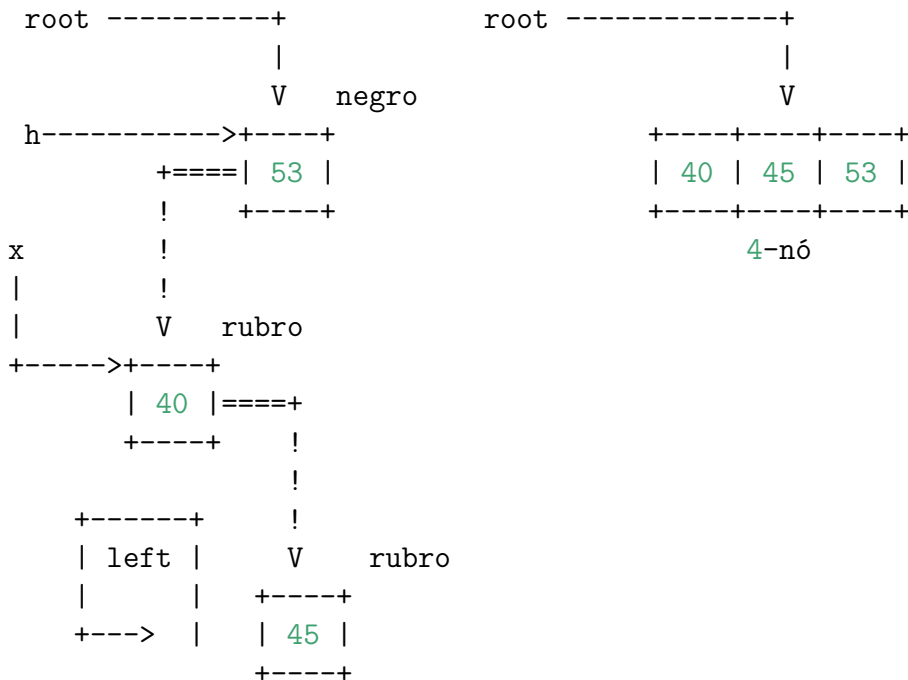 root -----------+ root -------------+
| |
V negro V
h----------->+----+ +----+----+----+
+====| 53 | | 40 | 45 | 53 |
! +----+ +----+----+----+
x ! 4-nó
| !
| V rubro
+----->+----+
| 40 |====+
+----+ !
!
+------+ !
| left | V rubro
| | +----+
+---> | | 45 |
+----+